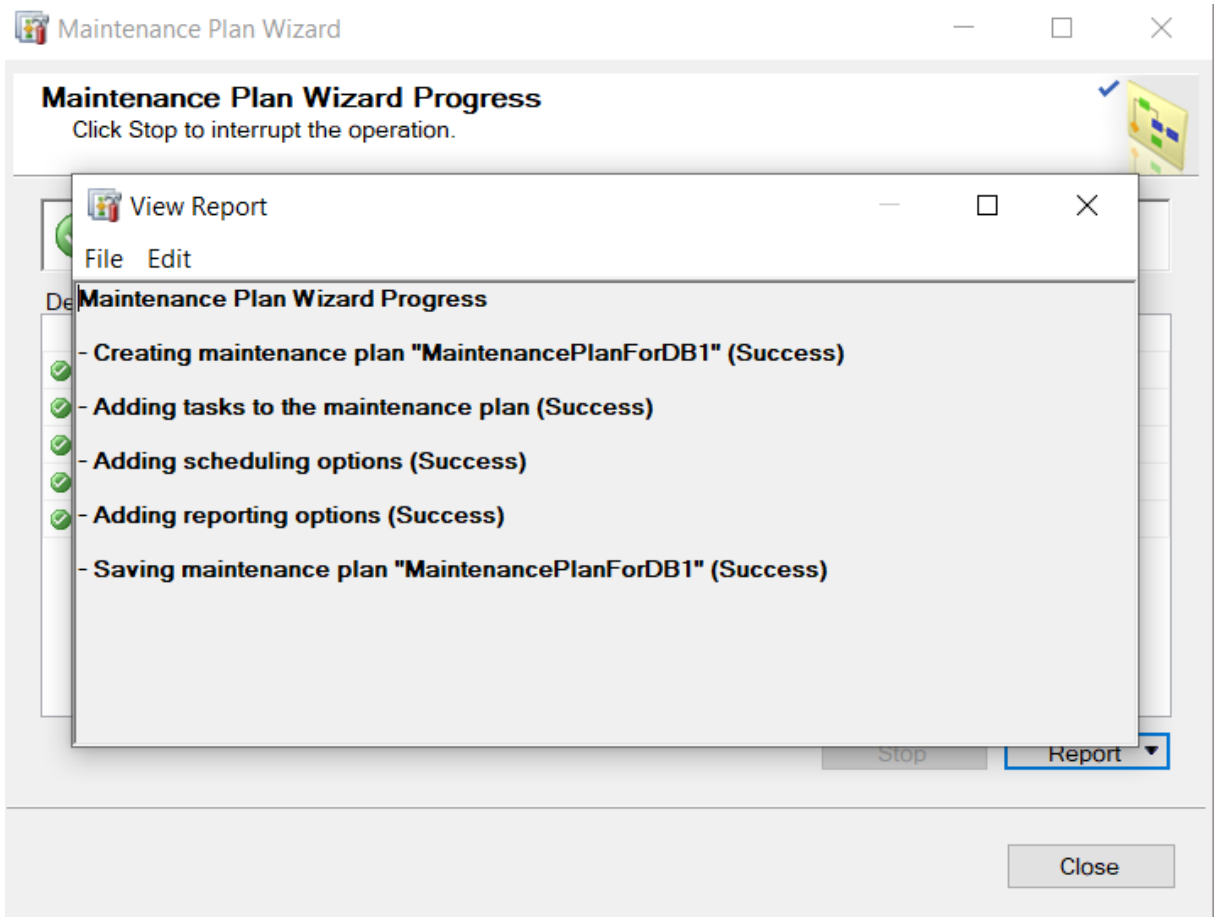 Maintenance Plan Wizard
Maintenance Plan Wizard Progress
Click Stop to interrupt the operation.
View Report
File Edit
De
Maintenance Plan Wizard Progress
- Creating maintenance plan "MaintenancePlanForDB1" (Success)
- Adding tasks to the maintenance plan (Success)
- Adding scheduling options (Success)
- Adding reporting options (Success)
- Saving maintenance plan "MaintenancePlanForDB1" (Success)
Stop Report
Close